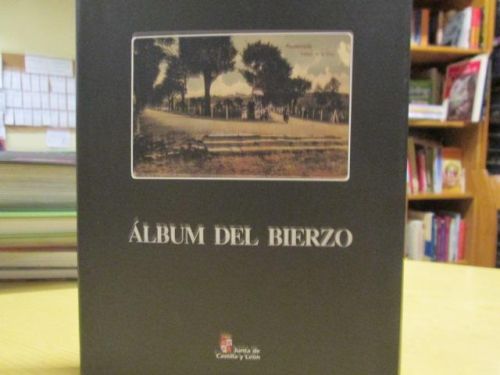 ÁLBUM DEL BIERZO
Junta de
Castilla y León